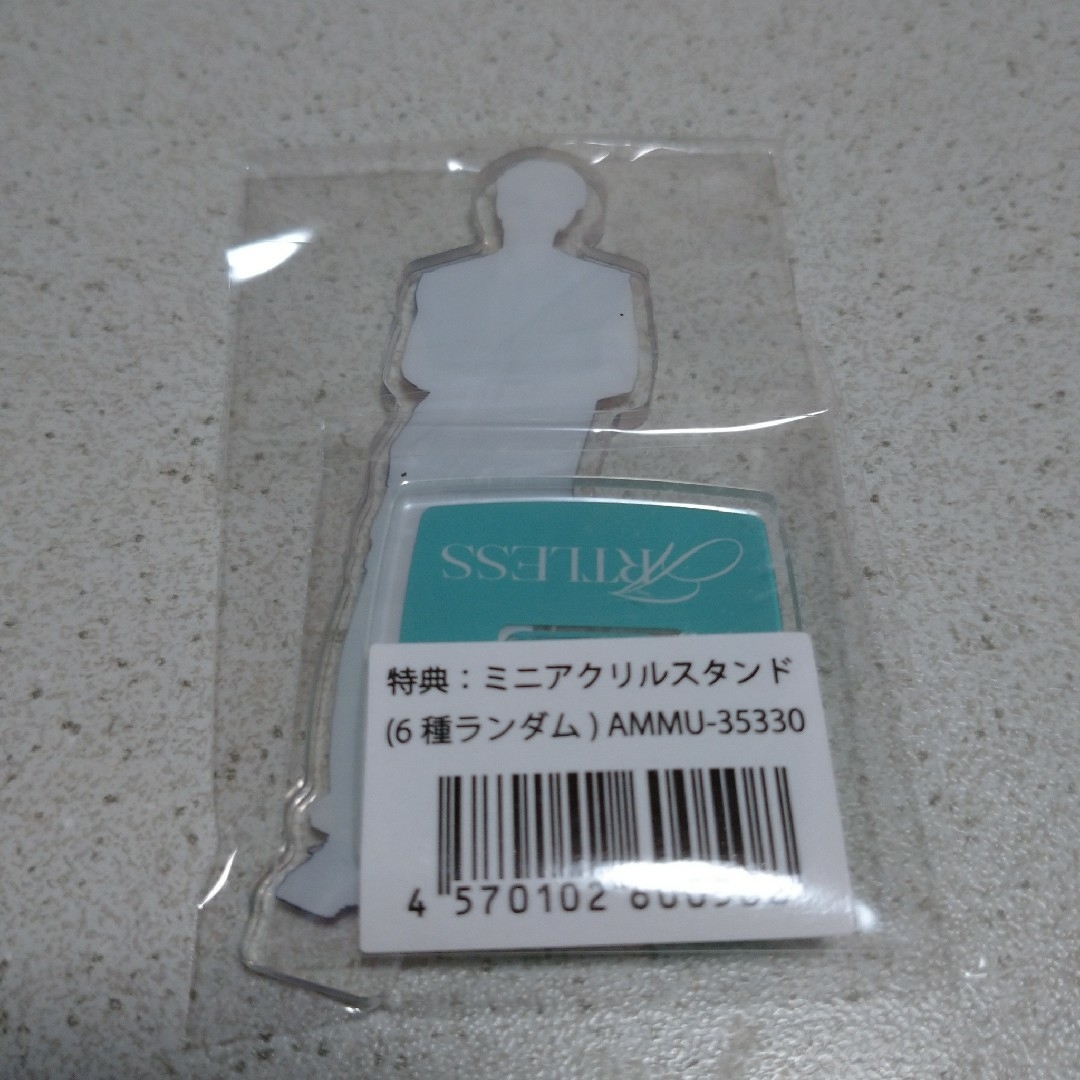 ARTLESS
特典：ミニアクリルスタンド
(6種ランダム) AMMU-35330
4 570102